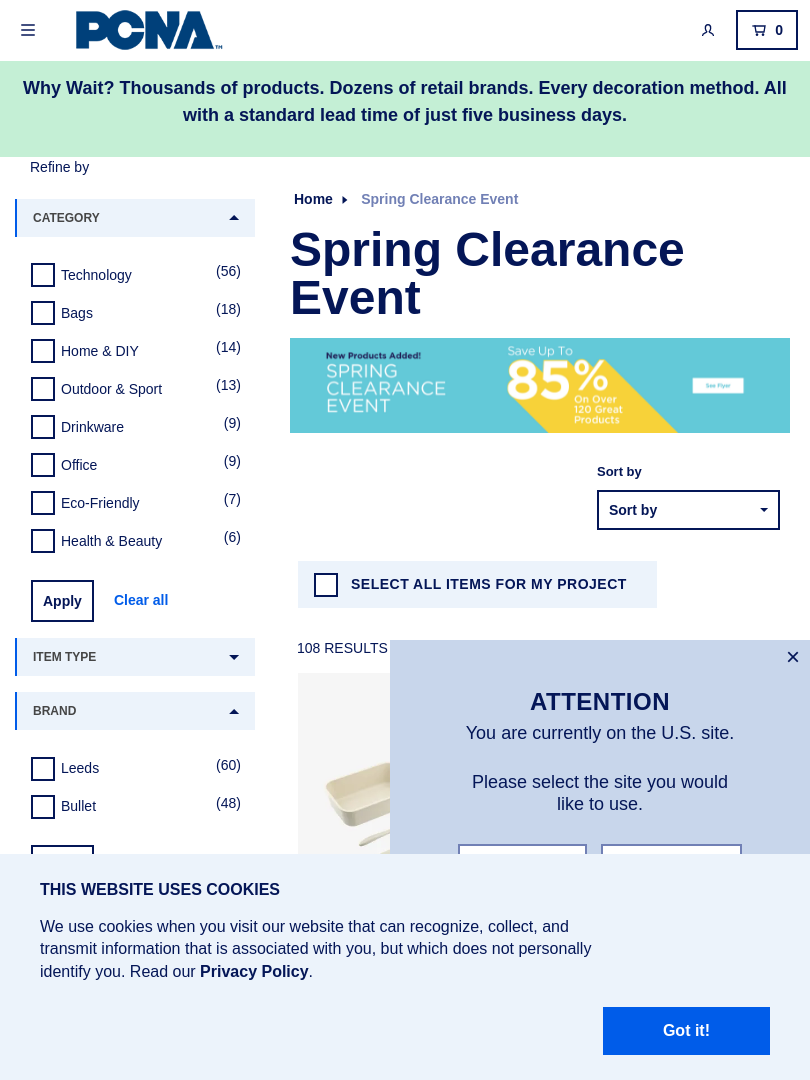 PCNA™
0
Why Wait? Thousands of products. Dozens of retail brands. Every decoration method. All
with a standard lead time of just five business days.
Refine by
CATEGORY
Technology (56)
Bags (18)
Home & DIY (14)
Outdoor & Sport (13)
Drinkware (9)
Office (9)
Eco-Friendly (7)
Health & Beauty (6)
Apply Clear all
ITEM TYPE
BRAND
Leeds (60)
Bullet (48)
Home Spring Clearance Event
Spring Clearance
Event
New Products Added!
SPRING
CLEARANCE
EVENT
Save Up To
85%
On Over
120 Great
Products
See Flyer
Sort by
Sort by
SELECT ALL ITEMS FOR MY PROJECT
108 RESULTS
×
ATTENTION
You are currently on the U.S. site.
Please select the site you would
like to use.
THIS WEBSITE USES COOKIES
We use cookies when you visit our website that can recognize, collect, and
transmit information that is associated with you, but which does not personally
identify you. Read our Privacy Policy.
Got it!